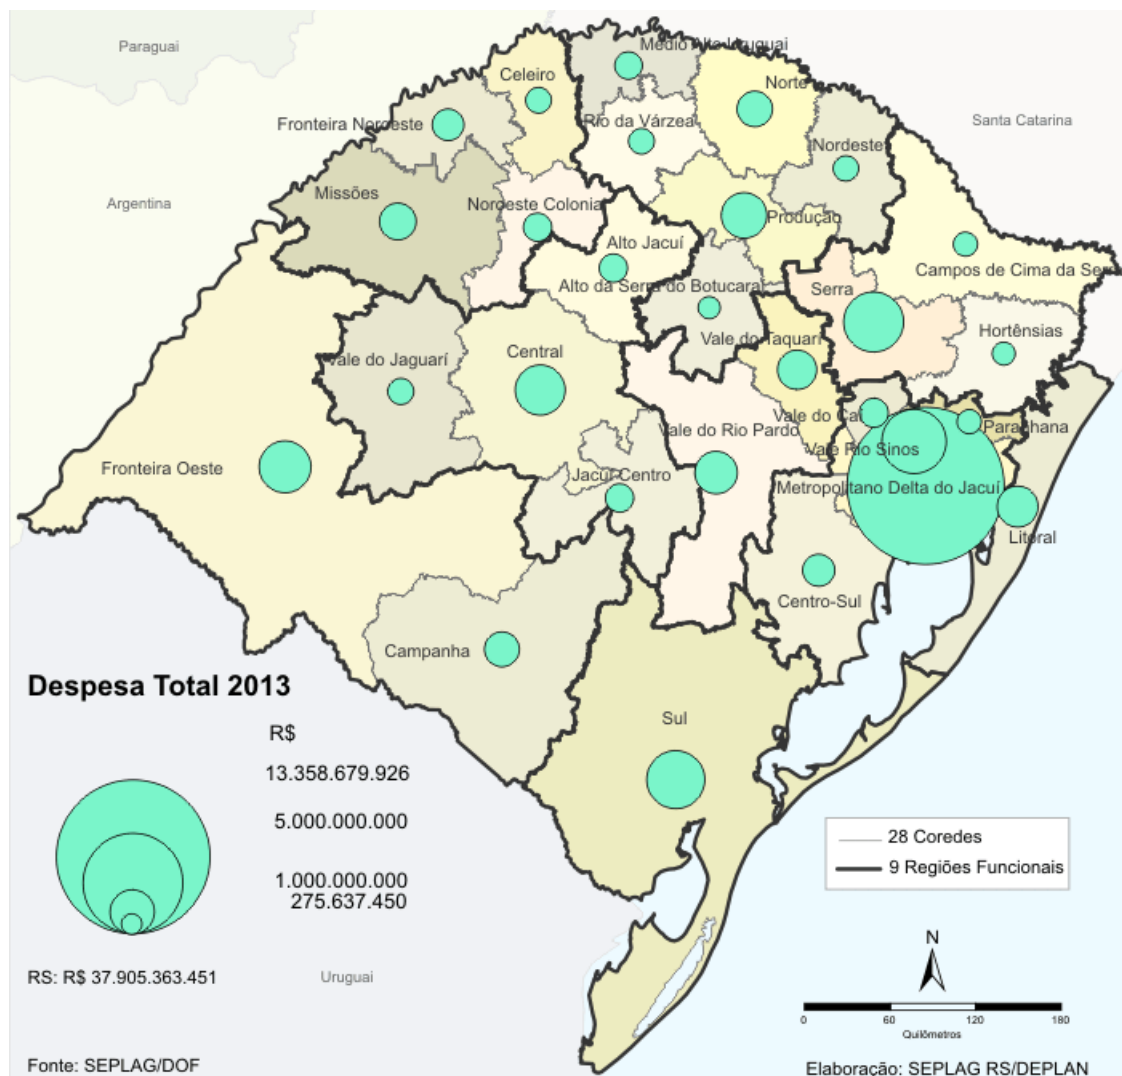 Paraguai
Médio Alto Uruguai
Celeiro
Norte
Santa Catarina
Fronteira Noroeste
Rio da Várzea
Nordeste
Argentina
Missões
Noroeste Colonial
Produção
Alto Jacuí
Campos de Cima da Serra
Alto da Serra do Botucaraí
Serra
Hortênsias
Vale do Jaguarí
Central
Vale do Taquarí
Vale do Caí
Paranhana
Vale do Rio Pardo
Vale Rio Sinos
Fronteira Oeste
Jacuí-Centro
Metropolitano Delta do Jacuí
Litoral
Centro-Sul
Campanha
Sul
Despesa Total 2013
R$
13.358.679.926
5.000.000.000
1.000.000.000
275.637.450
RS: R$ 37.905.363.451
Uruguai
28 Coredes
9 Regiões Funcionais
N
0 60 120 180
Quilômetros
Fonte: SEPLAG/DOF
Elaboração: SEPLAG RS/DEPLAN